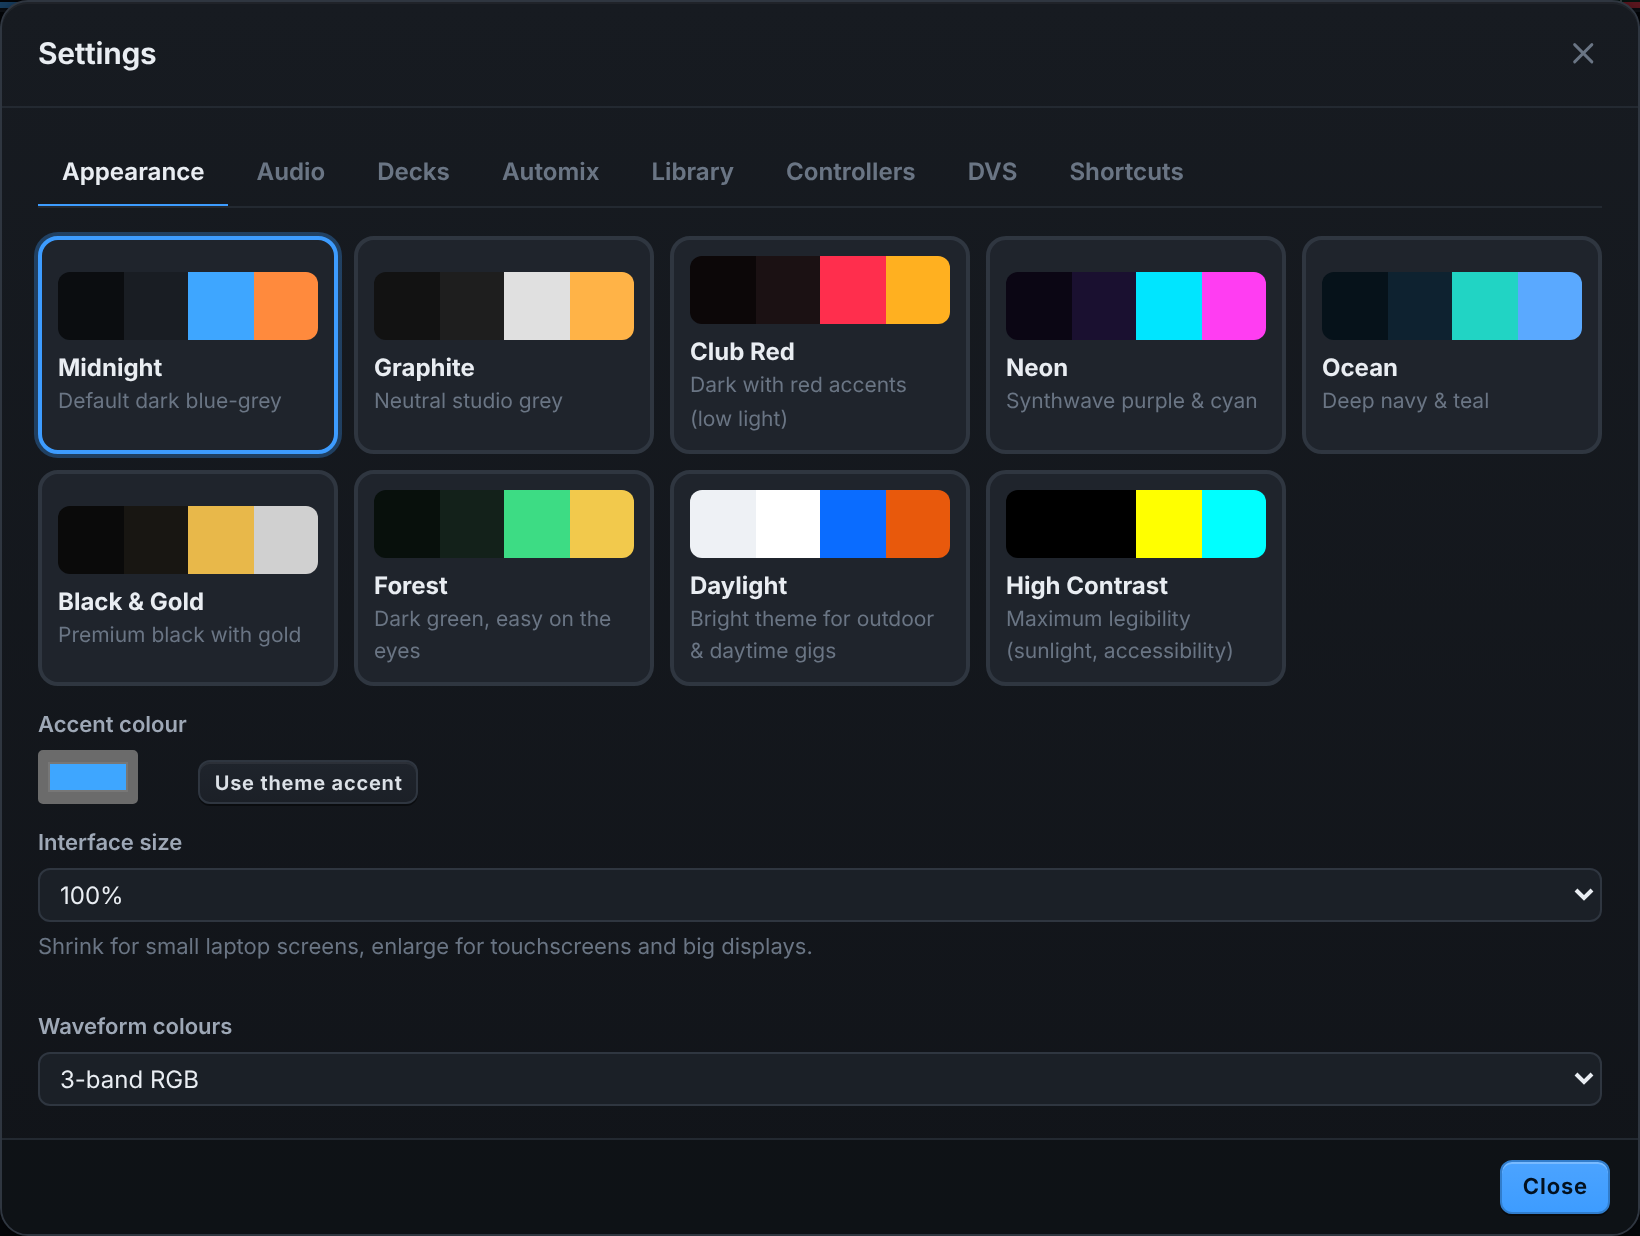 Settings
Appearance Audio Decks Automix Library Controllers DVS Shortcuts
Midnight
Default dark blue-grey
Graphite
Neutral studio grey
Club Red
Dark with red accents
(low light)
Neon
Synthwave purple & cyan
Ocean
Deep navy & teal
Black & Gold
Premium black with gold
Forest
Dark green, easy on the
eyes
Daylight
Bright theme for outdoor
& daytime gigs
High Contrast
Maximum legibility
(sunlight, accessibility)
Accent colour
Use theme accent
Interface size
100%
Shrink for small laptop screens, enlarge for touchscreens and big displays.
Waveform colours
3-band RGB
Close